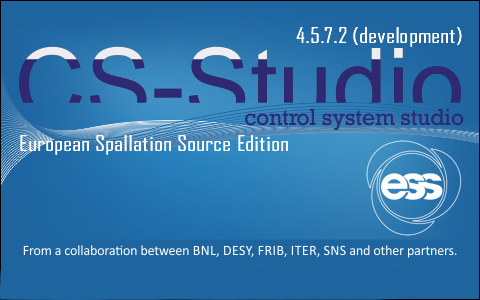 4.5.7.2 (development)
CS-Studio
control system studio
European Spallation Source Edition
ess
From a collaboration between BNL, DESY, FRIB, ITER, SNS and other partners.